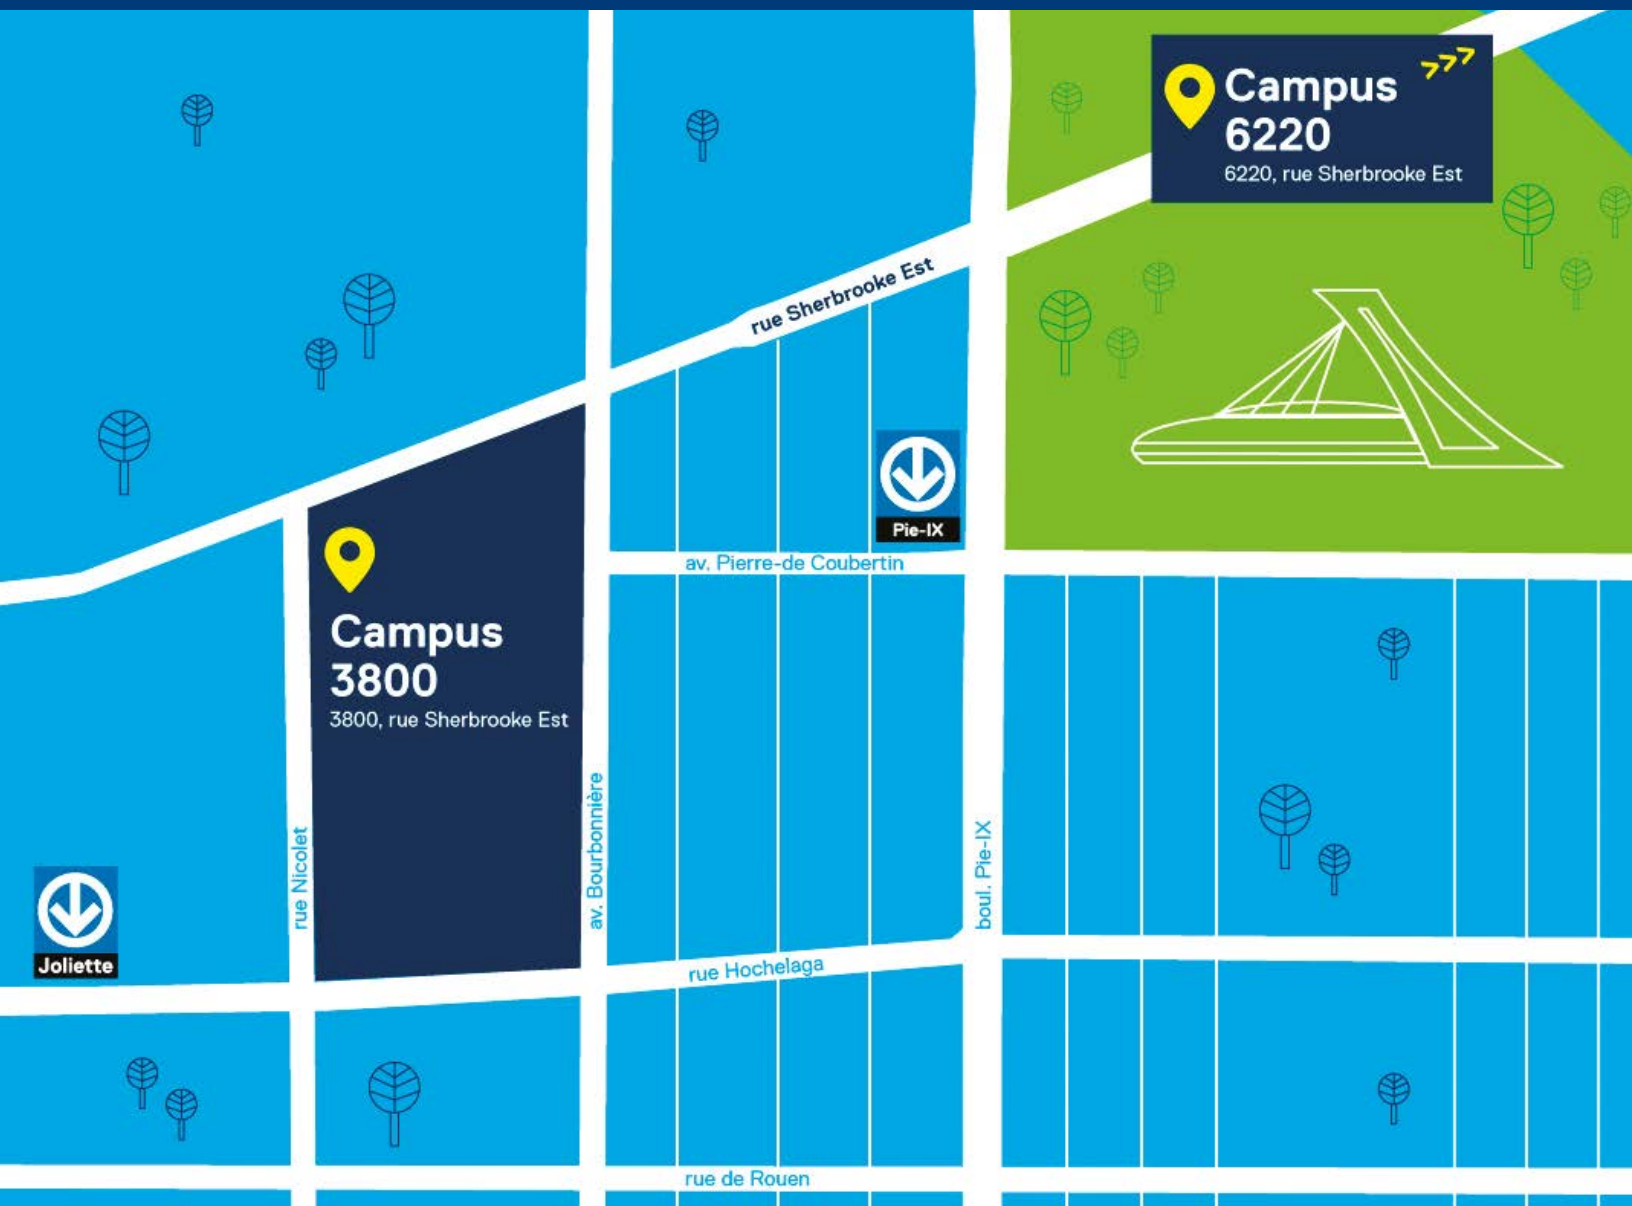 Campus
6220
6220, rue Sherbrooke Est
rue Sherbrooke Est
Pie-IX
av. Pierre-de Coubertin
Campus
3800
3800, rue Sherbrooke Est
rue Nicolet
av. Bourbonnière
boul. Pie-IX
Joliette
rue Hochelaga
rue de Rouen